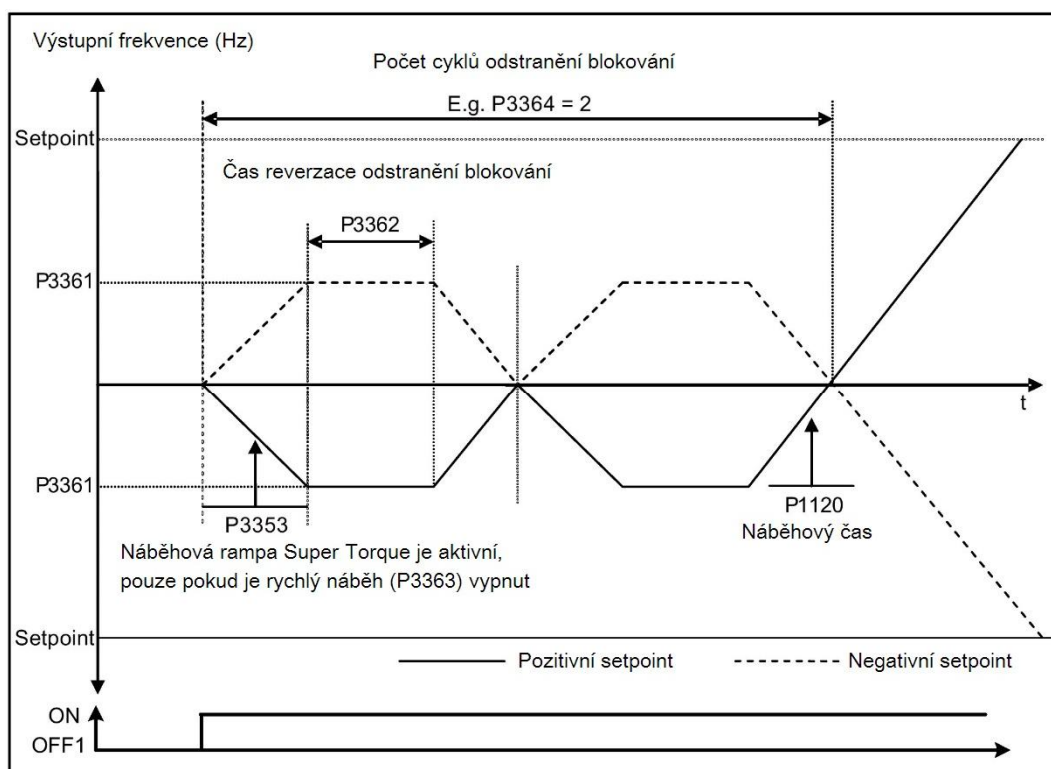 Výstupní frekvence (Hz)
Počet cyklů odstranění blokování
E.g. P3364 = 2
Setpoint
Čas reverzace odstranění blokování
P3362
P3361
t
P3361
P3353
P1120
Náběhový čas
Náběhová rampa Super Torque je aktivní,
pouze pokud je rychlý náběh (P3363) vypnut
Setpoint
Pozitivní setpoint
Negativní setpoint
ON
OFF1